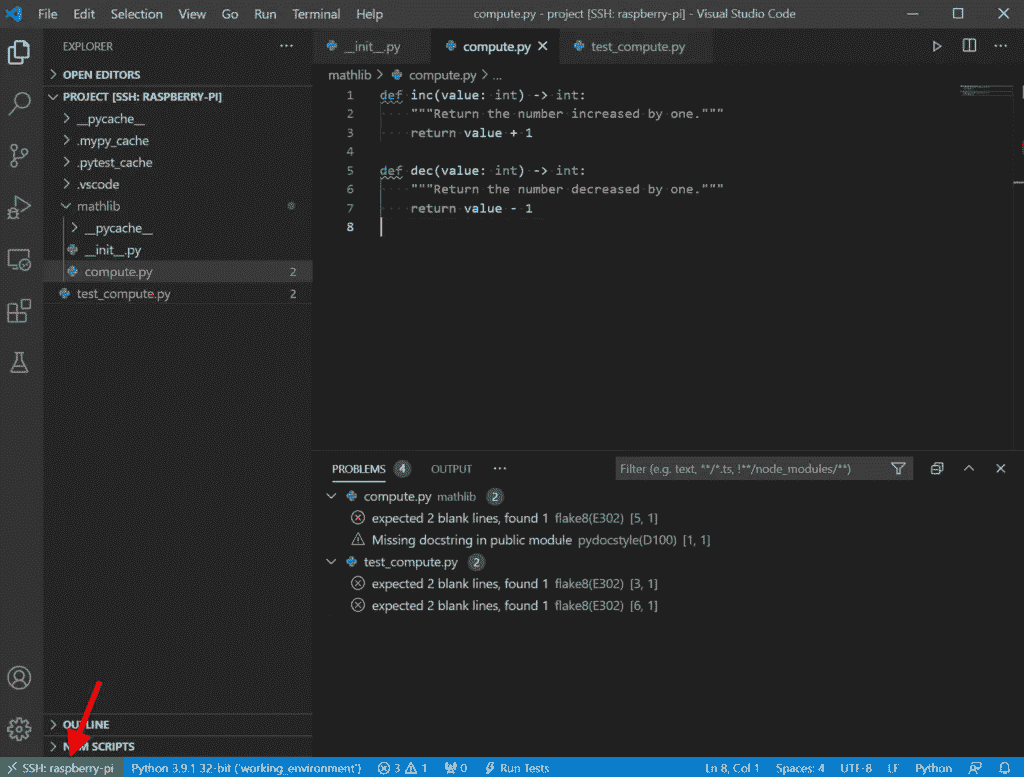 File Edit Selection View Go Run Terminal Help compute.py - project [SSH: raspberry-pi] - Visual Studio Code
EXPLORER
OPEN EDITORS
PROJECT [SSH: RASPBERRY-PI]
__pycache__
.mypy_cache
.pytest_cache
.vscode
mathlib
__pycache__
__init__.py
compute.py 2
test_compute.py 2
OUTLINE
NPM SCRIPTS
__init__.py compute.py test_compute.py
mathlib > compute.py > ...
1 def inc(value: int) -> int:
2 """Return the number increased by one."""
3 return value + 1
4
5 def dec(value: int) -> int:
6 """Return the number decreased by one."""
7 return value - 1
8
PROBLEMS 4 OUTPUT ··· Filter (e.g. text, **/*.ts, !**/node_modules/**)
compute.py mathlib 2
expected 2 blank lines, found 1 flake8(E302) [5, 1]
Missing docstring in public module pydocstyle(D100) [1, 1]
test_compute.py 2
expected 2 blank lines, found 1 flake8(E302) [3, 1]
expected 2 blank lines, found 1 flake8(E302) [6, 1]
SSH: raspberry-pi Python 3.9.1 32-bit ('working_environment') 3 1 0 Run Tests Ln 8, Col 1 Spaces: 4 UTF-8 LF Python